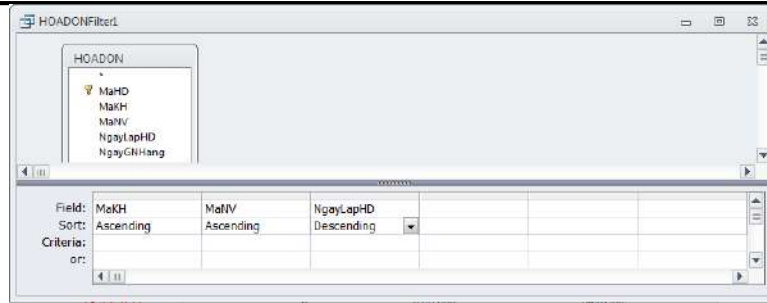 HOADONFilter1
HOADON
*
MaHD
MaKH
MaNV
NgayLapHD
NgayGNHang
Field: MaKH MaNV NgayLapHD
Sort: Ascending Ascending Descending
Criteria:
or: